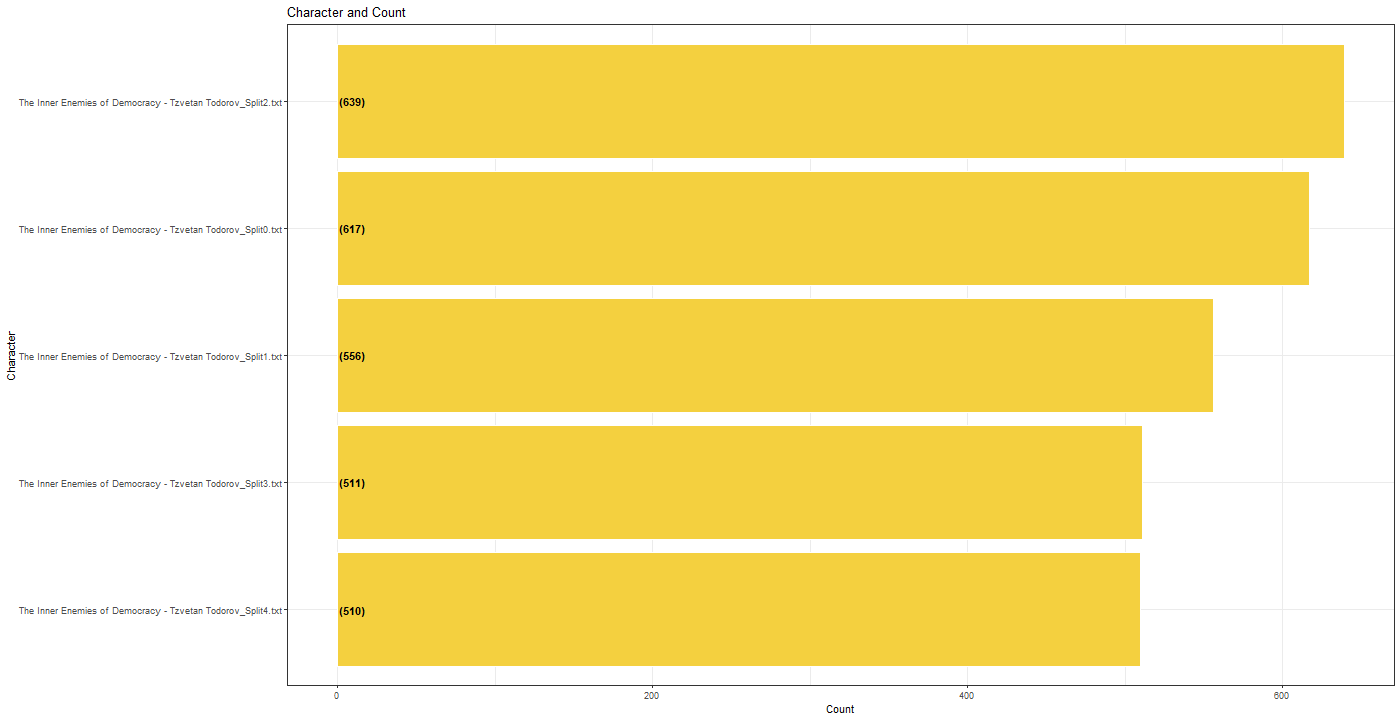 Character and Count
The Inner Enemies of Democracy - Tzvetan Todorov_Split2.txt
(639)
The Inner Enemies of Democracy - Tzvetan Todorov_Split0.txt
(617)
Character
The Inner Enemies of Democracy - Tzvetan Todorov_Split1.txt
(556)
The Inner Enemies of Democracy - Tzvetan Todorov_Split3.txt
(511)
The Inner Enemies of Democracy - Tzvetan Todorov_Split4.txt
(510)
0
200
400
600
Count